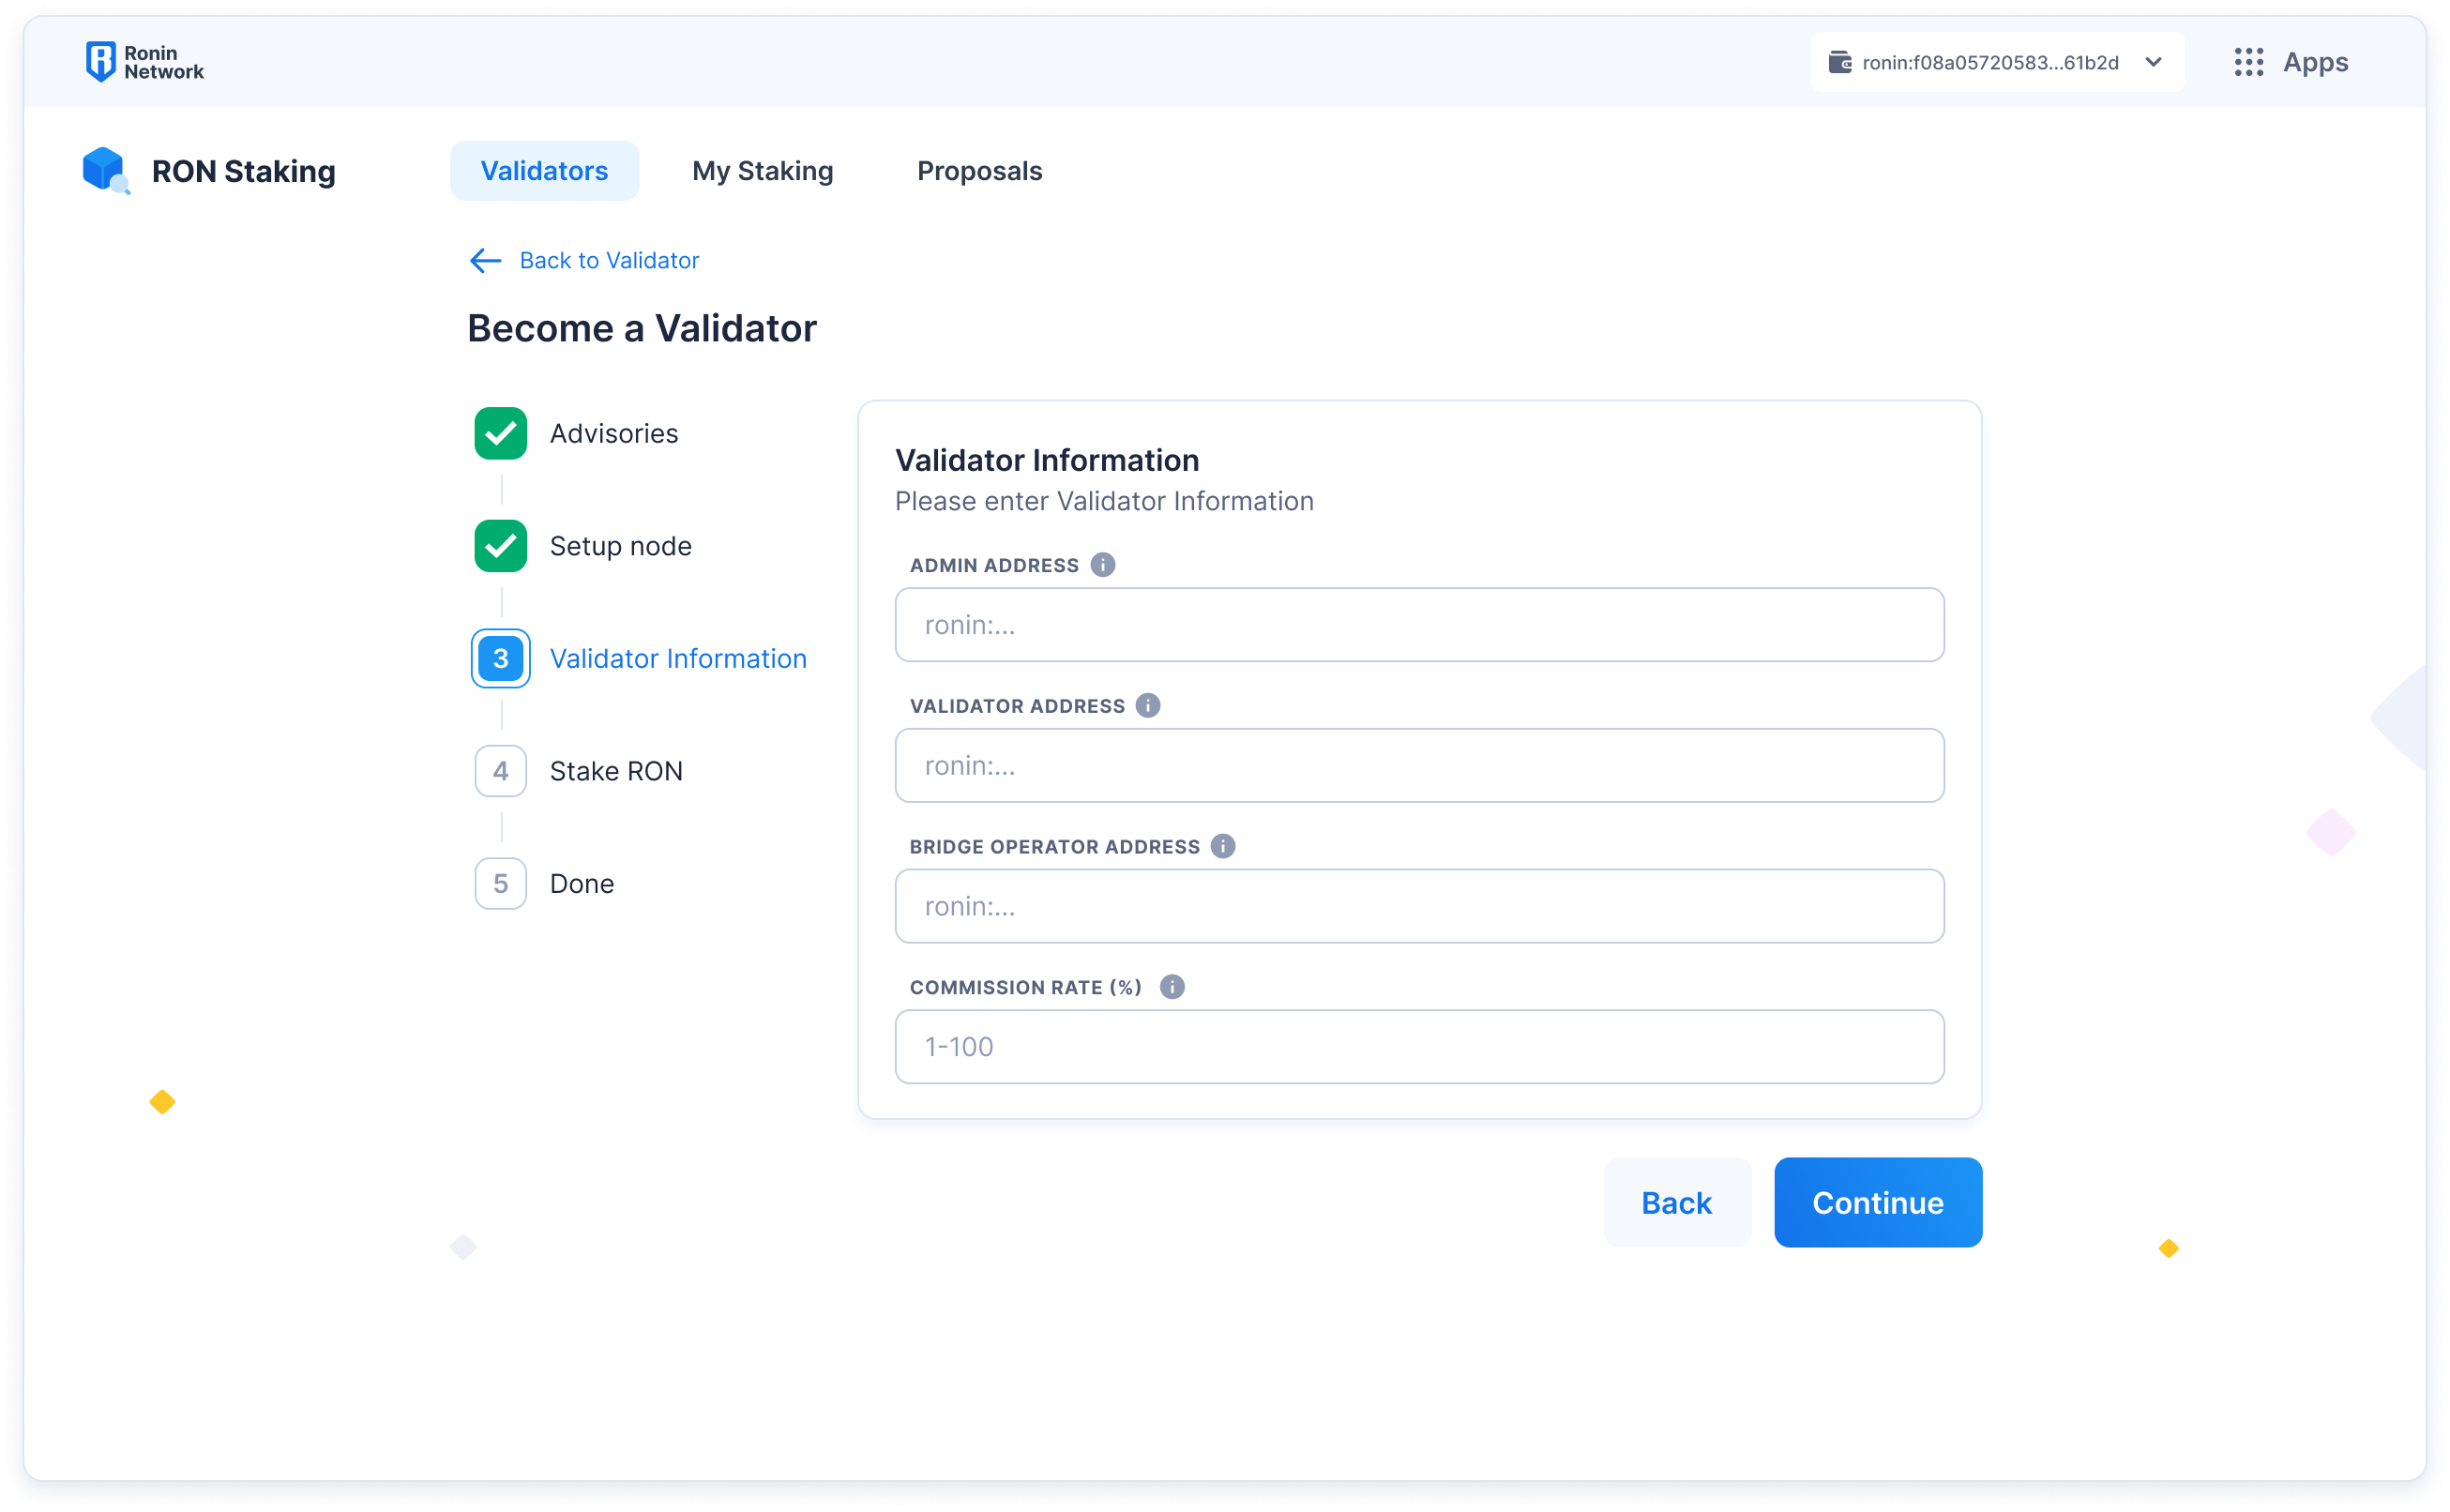 Ronin
Network
ronin:f08a05720583...61b2d
Apps
RON Staking
Validators
My Staking
Proposals
Back to Validator
Become a Validator
Advisories
Setup node
3
Validator Information
4
Stake RON
5
Done
Validator Information
Please enter Validator Information
ADMIN ADDRESS
ronin:...
VALIDATOR ADDRESS
ronin:...
BRIDGE OPERATOR ADDRESS
ronin:...
COMMISSION RATE (%)
1-100
Back
Continue